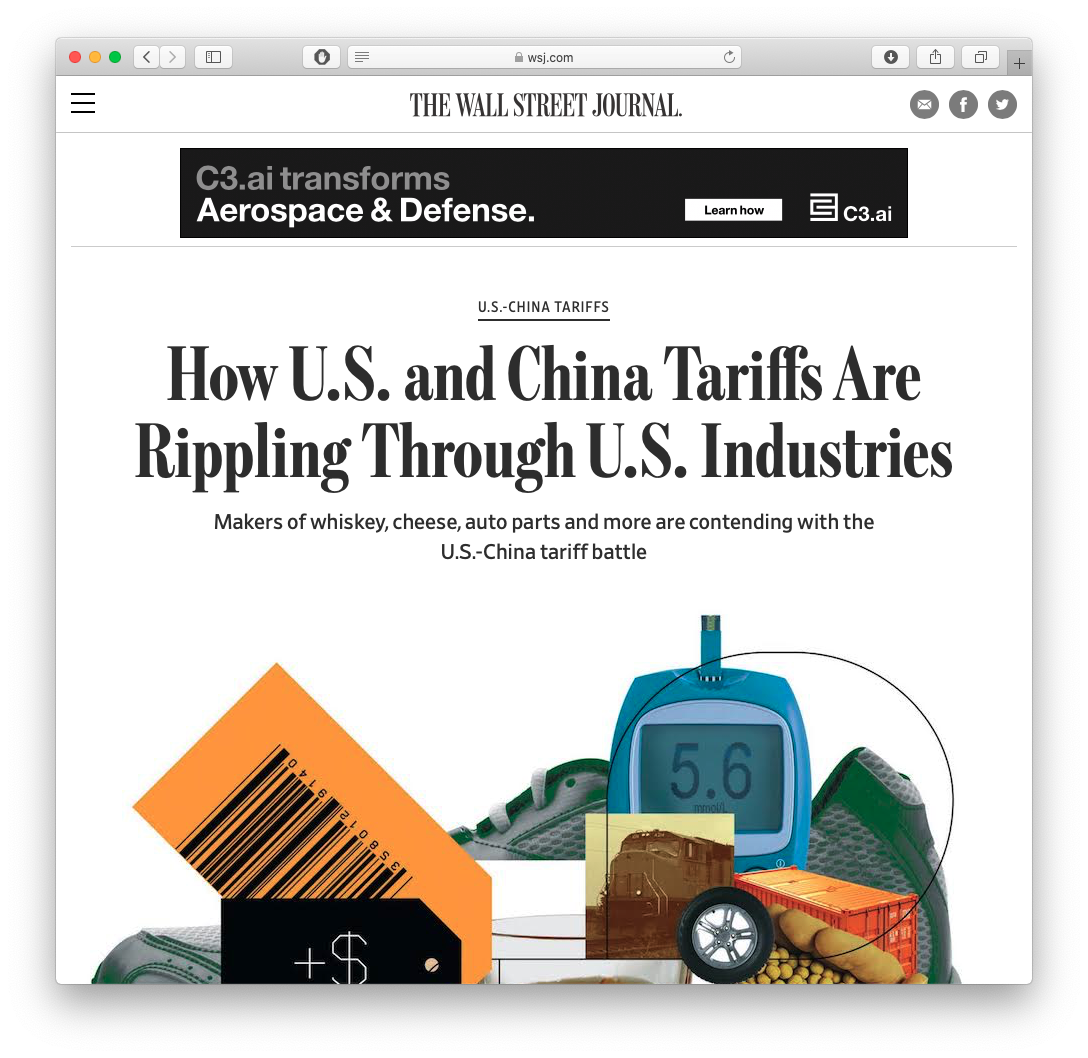 wsj.com
THE WALL STREET JOURNAL.
C3.ai transforms
Aerospace & Defense.
Learn how
C3.ai
U.S.-CHINA TARIFFS
How U.S. and China Tariffs Are
Rippling Through U.S. Industries
Makers of whiskey, cheese, auto parts and more are contending with the
U.S.-China tariff battle
5.6
mmol/L
358012 9140
+$